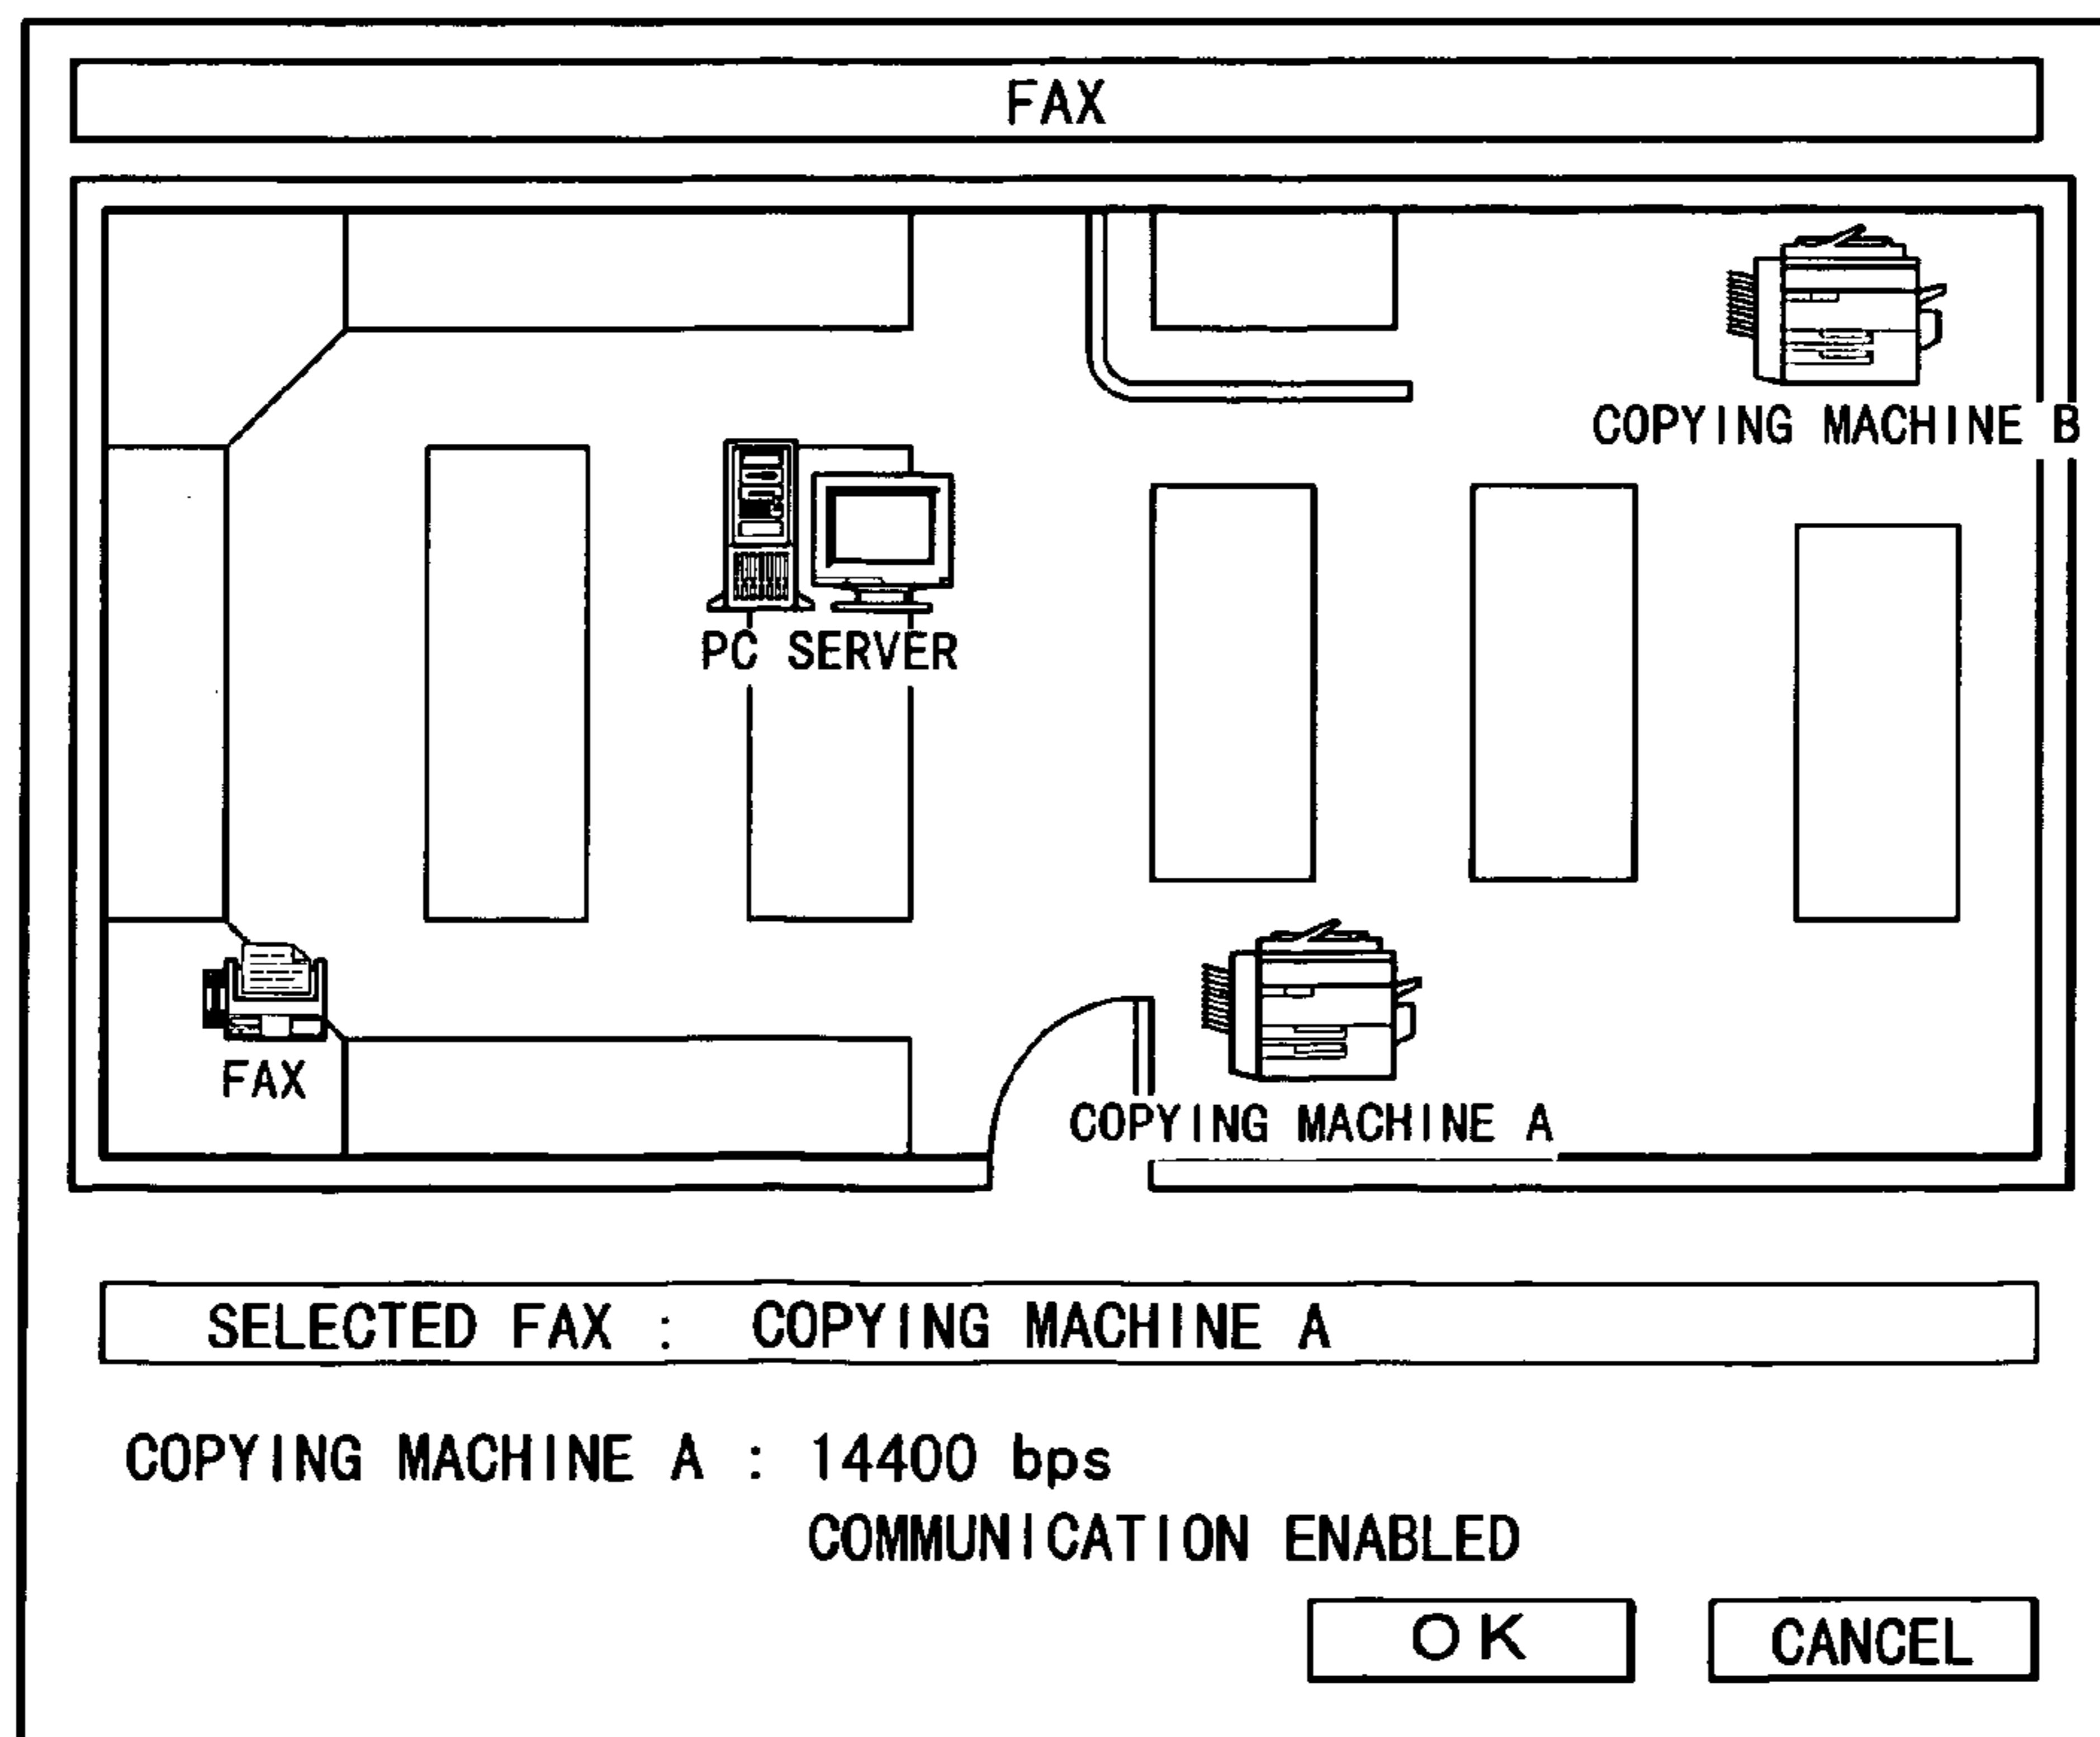 FAX
COPYING MACHINE B
PC SERVER
FAX
COPYING MACHINE A
SELECTED FAX : COPYING MACHINE A
COPYING MACHINE A : 14400 bps
COMMUNICATION ENABLED
OK
CANCEL